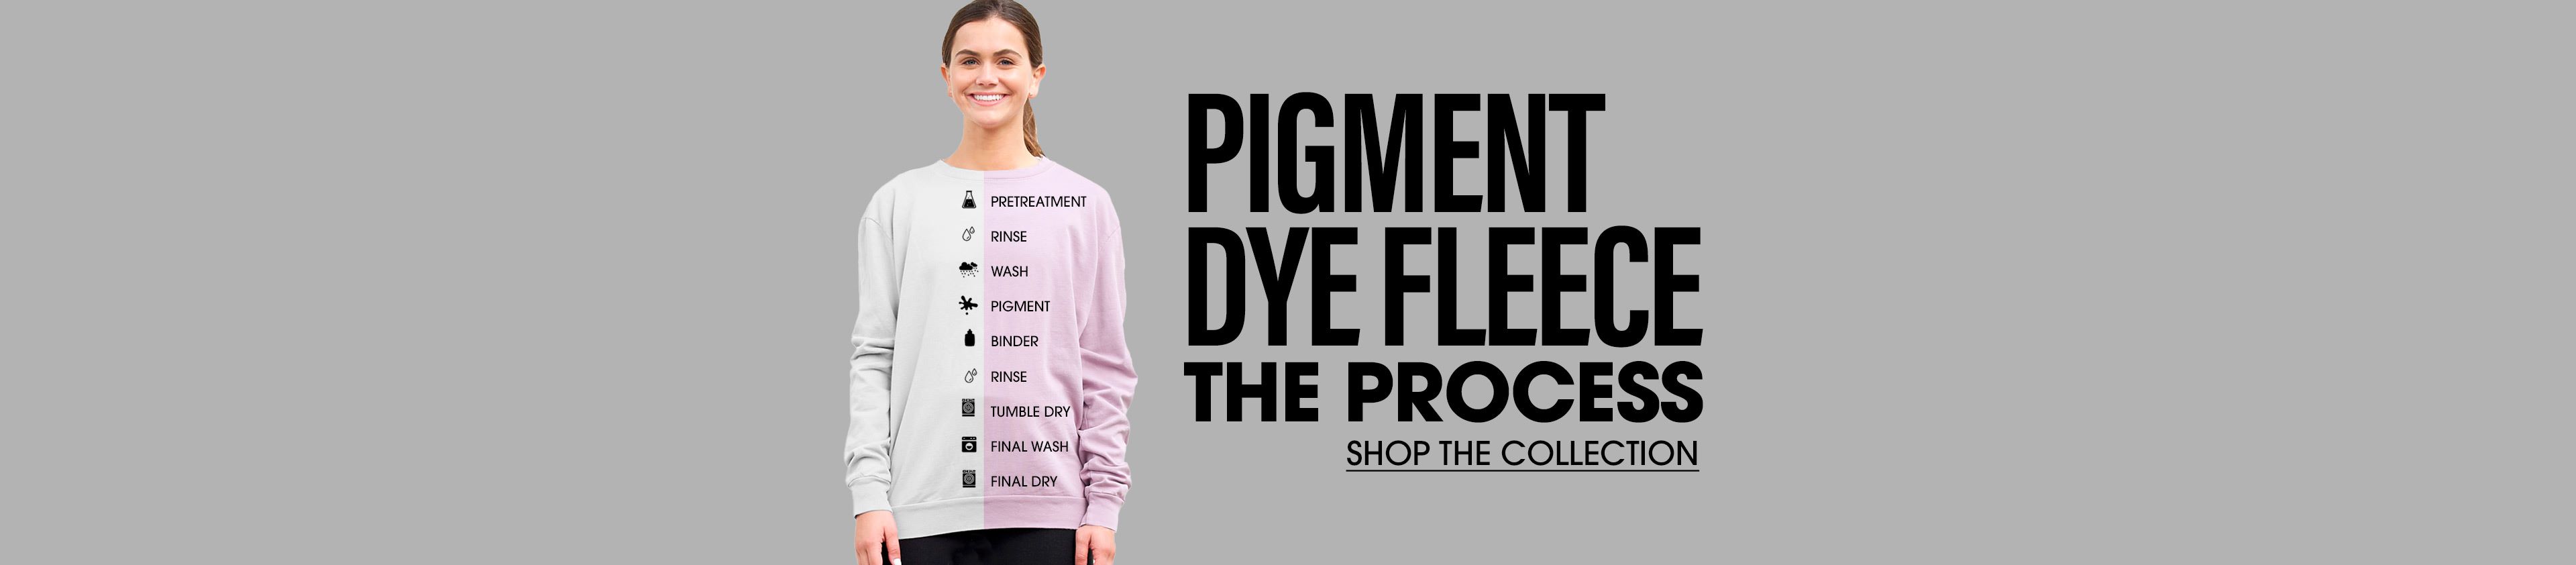 PRETREATMENT
RINSE
WASH
PIGMENT
BINDER
RINSE
TUMBLE DRY
FINAL WASH
FINAL DRY
PIGMENT
DYE FLEECE
THE PROCESS
SHOP THE COLLECTION